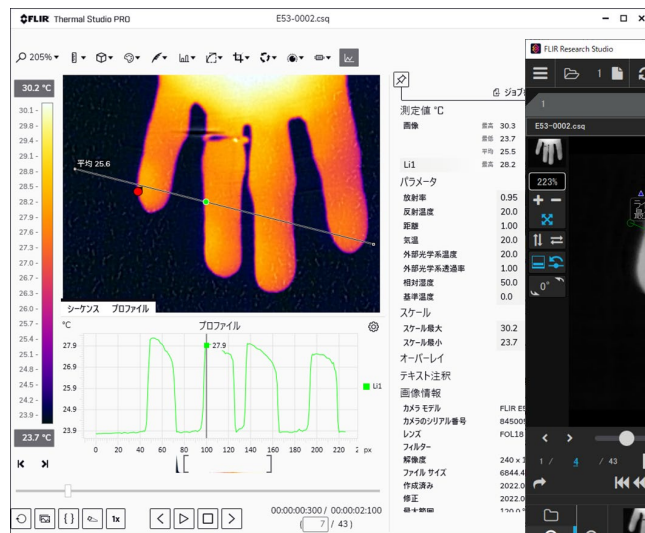 FLIR Thermal Studio PRO
E53-0002.csq
205%
30.2 °C
30.1
29.8
29.4
29.1
28.8
28.5
28.2
27.9
27.6
27.3
27.0
26.7
26.3
26.0
25.7
25.4
25.1
24.8
24.5
24.2
23.9
23.7 °C
平均 25.6
シーケンス プロファイル
°C
プロファイル
27.9
26.9
25.9
24.9
23.9
27.9
Li1
0 20 40 60 80 100 120 140 160 180 200 220 px
1x
00:00:00:300 / 00:00:02:100
( 7 / 43 )
測定値 °C
画像 最高 30.3
最低 23.7
平均 25.5
Li1 最高 28.2
パラメータ
放射率 0.95
反射温度 20.0
距離 1.00
気温 20.0
外部光学系温度 20.0
外部光学系透過率 1.00
相対湿度 50.0
基準温度 0.0
スケール
スケール最大 30.2
スケール最小 23.7
オーバーレイ
テキスト注釈
画像情報
カメラ モデル FLIR E5
カメラのシリアル番号 845009
レンズ FOL18
フィルター
解像度 240 x 1
ファイル サイズ 6844.4
作成済み 2022.0
修正 2022.0
FLIR Research Studio
1
1
E53-0002.csq
223%
0°
1 / 4 / 43